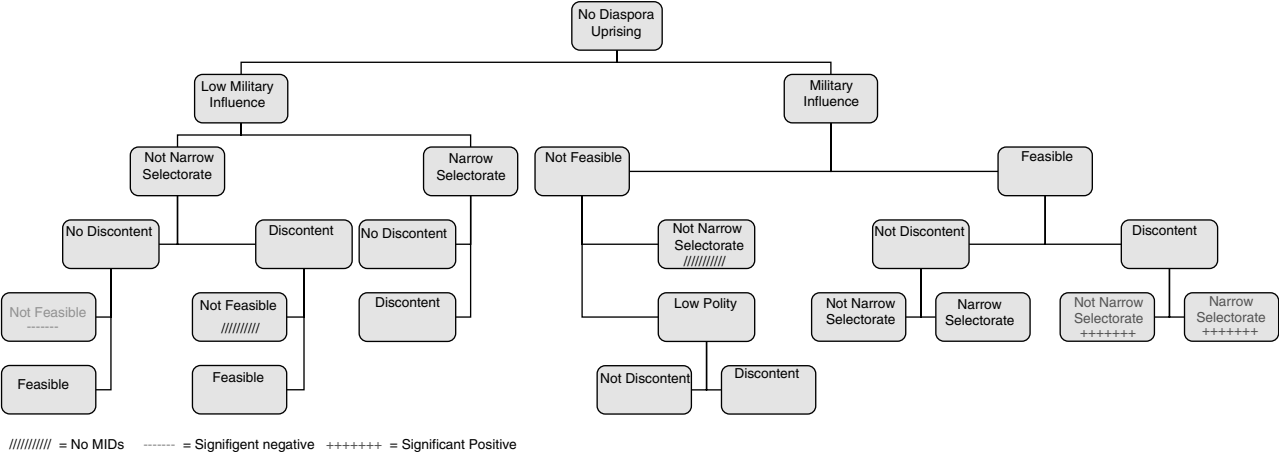 No Diaspora
Uprising
Low Military
Influence
Military
Influence
Not Narrow
Selectorate
Narrow
Selectorate
Not Feasible
Feasible
No Discontent
Discontent
No Discontent
Not Narrow
Selectorate
///////////
Not Discontent
Discontent
Not Feasible
-------
Not Feasible
//////////
Discontent
Low Polity
Not Narrow
Selectorate
Narrow
Selectorate
Not Narrow
Selectorate
+++++++
Narrow
Selectorate
+++++++
Feasible
Feasible
Not Discontent
Discontent
/////////// = No MIDs ------- = Signifigent negative +++++++ = Significant Positive